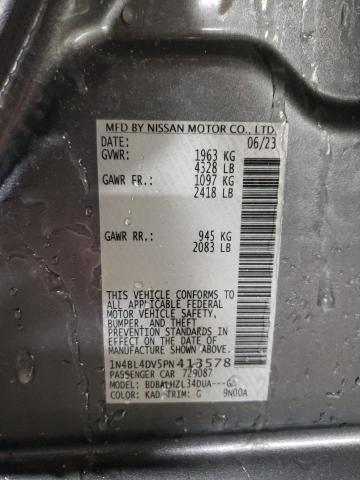 MFD BY NISSAN MOTOR CO., LTD.
DATE: 06/23
GVWR: 1963 KG
4328 LB
GAWR FR.: 1097 KG
2418 LB
GAWR RR.: 945 KG
2083 LB
THIS VEHICLE CONFORMS TO
ALL APPLICABLE FEDERAL
MOTOR VEHICLE SAFETY,
BUMPER, AND THEFT
PREVENTION STANDARDS IN
EFFECT ON THE DATE OF
MANUFACTURE SHOWN ABOVE.
1N4BL4DV5PN413578
PASSENGER CAR 729087
MODEL: BDBALHZL34DUA---G
COLOR: KAD TRIM: G 9N00A